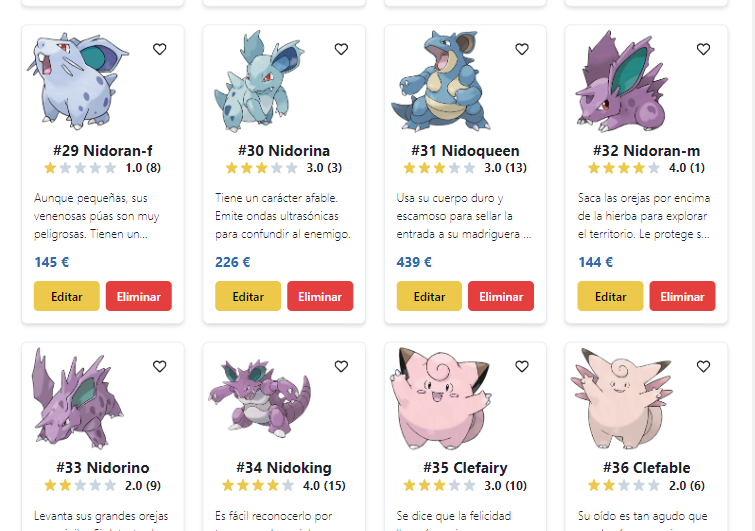 #29 Nidoran-f
1.0 (8)
Aunque pequeñas, sus
venenosas púas son muy
peligrosas. Tienen un...
145 €
Editar Eliminar
#30 Nidorina
3.0 (3)
Tiene un carácter afable.
Emite ondas ultrasónicas
para confundir al enemigo.
226 €
Editar Eliminar
#31 Nidoqueen
3.0 (13)
Usa su cuerpo duro y
escamoso para sellar la
entrada a su madriguera ...
439 €
Editar Eliminar
#32 Nidoran-m
4.0 (1)
Saca las orejas por encima
de la hierba para explorar
el territorio. Le protege s...
144 €
Editar Eliminar
#33 Nidorino
2.0 (9)
Levanta sus grandes orejas
#34 Nidoking
4.0 (15)
Es fácil reconocerlo por
#35 Clefairy
3.0 (10)
Se dice que la felicidad
#36 Clefable
2.0 (6)
Su oído es tan agudo que